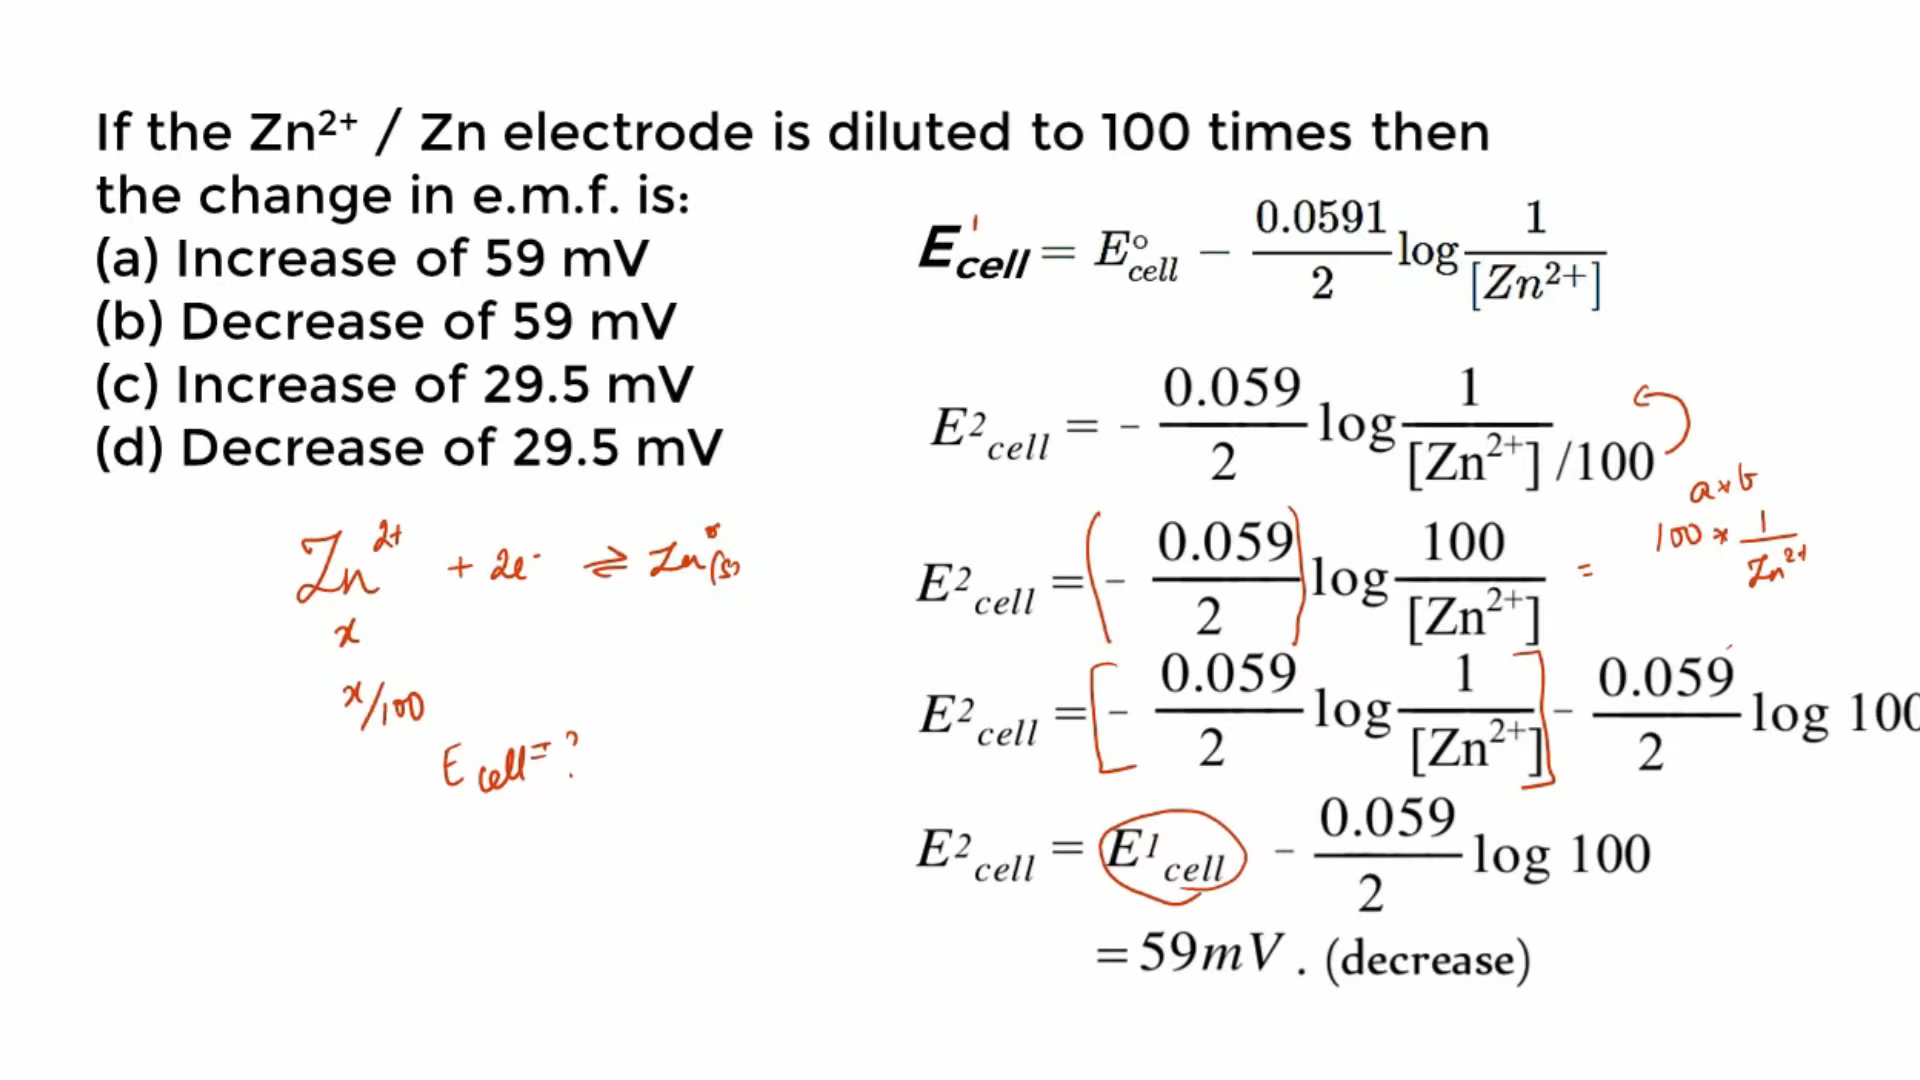 If the Zn²⁺ / Zn electrode is diluted to 100 times then
the change in e.m.f. is:
(a) Increase of 59 mV
(b) Decrease of 59 mV
(c) Increase of 29.5 mV
(d) Decrease of 29.5 mV
Zn²⁺ + 2e⁻ ⇌ Zn°(s)
x
x/100
E cell = ?
E¹cell = E°cell − 0.0591/2 log 1/[Zn²⁺]
E²cell = - 0.059/2 log 1/[Zn²⁺] /100
a × b
E²cell = (- 0.059/2) log 100/[Zn²⁺] = 100 × 1/Zn²⁺
E²cell = [- 0.059/2 log 1/[Zn²⁺]] − 0.059/2 log 100
E²cell = E¹cell − 0.059/2 log 100
= 59mV . (decrease)